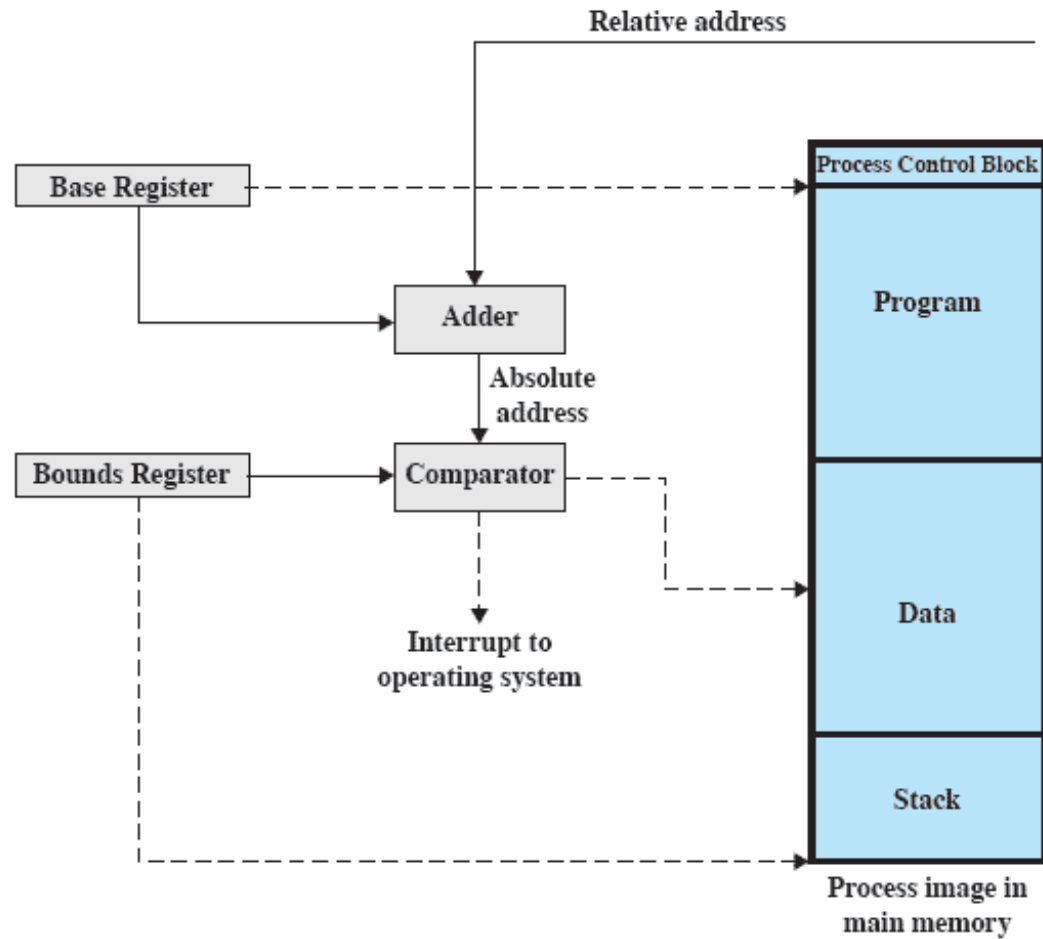 Relative address
Process Control Block
Base Register
Program
Adder
Absolute
address
Bounds Register
Comparator
Data
Interrupt to
operating system
Stack
Process image in
main memory